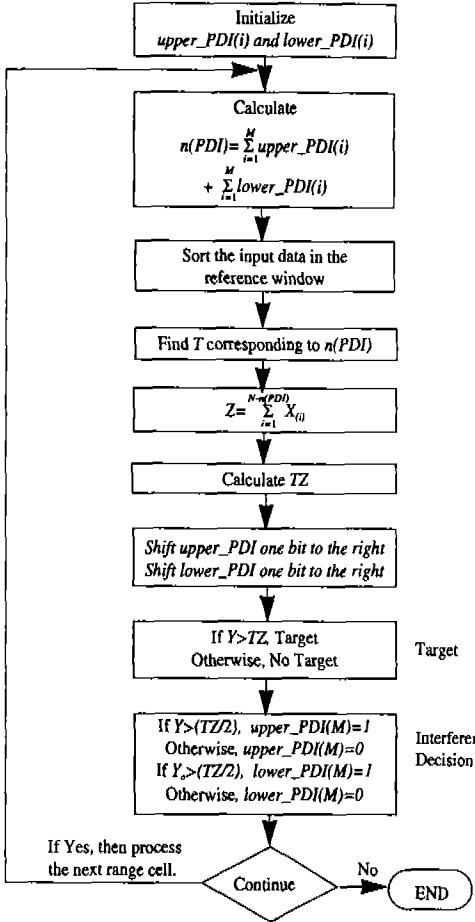 Initialize
upper_PDI(i) and lower_PDI(i)
Calculate
n(PDI)= M Σ i=1 upper_PDI(i)
+ M Σ i=1 lower_PDI(i)
Sort the input data in the
reference window
Find T corresponding to n(PDI)
Z= N-n(PDI) Σ i=1 X(i)
Calculate TZ
Shift upper_PDI one bit to the right
Shift lower_PDI one bit to the right
If Y>TZ, Target
Otherwise, No Target
Target
If Y>(TZ/2), upper_PDI(M)=1
Otherwise, upper_PDI(M)=0
If Yo>(TZ/2), lower_PDI(M)=1
Otherwise, lower_PDI(M)=0
Interferer
Decision
If Yes, then process
the next range cell.
Continue
No
END